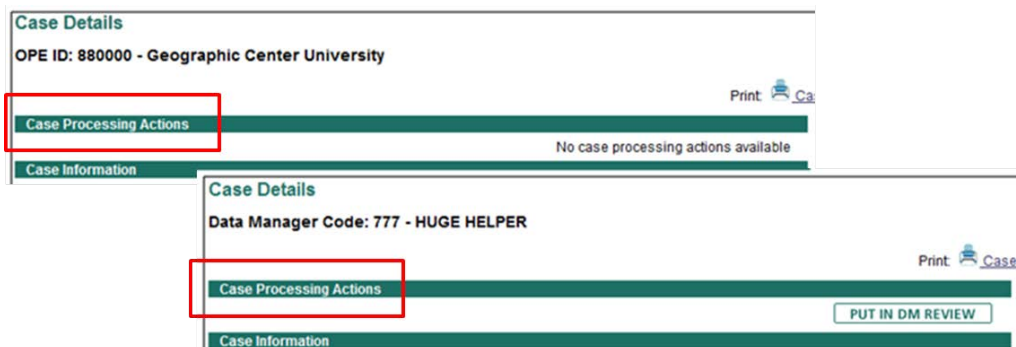 Case Details
OPE ID: 880000 - Geographic Center University
Print:
Case Processing Actions
No case processing actions available
Case Information
Case Details
Data Manager Code: 777 - HUGE HELPER
Print: Case
Case Processing Actions
PUT IN DM REVIEW
Case Information